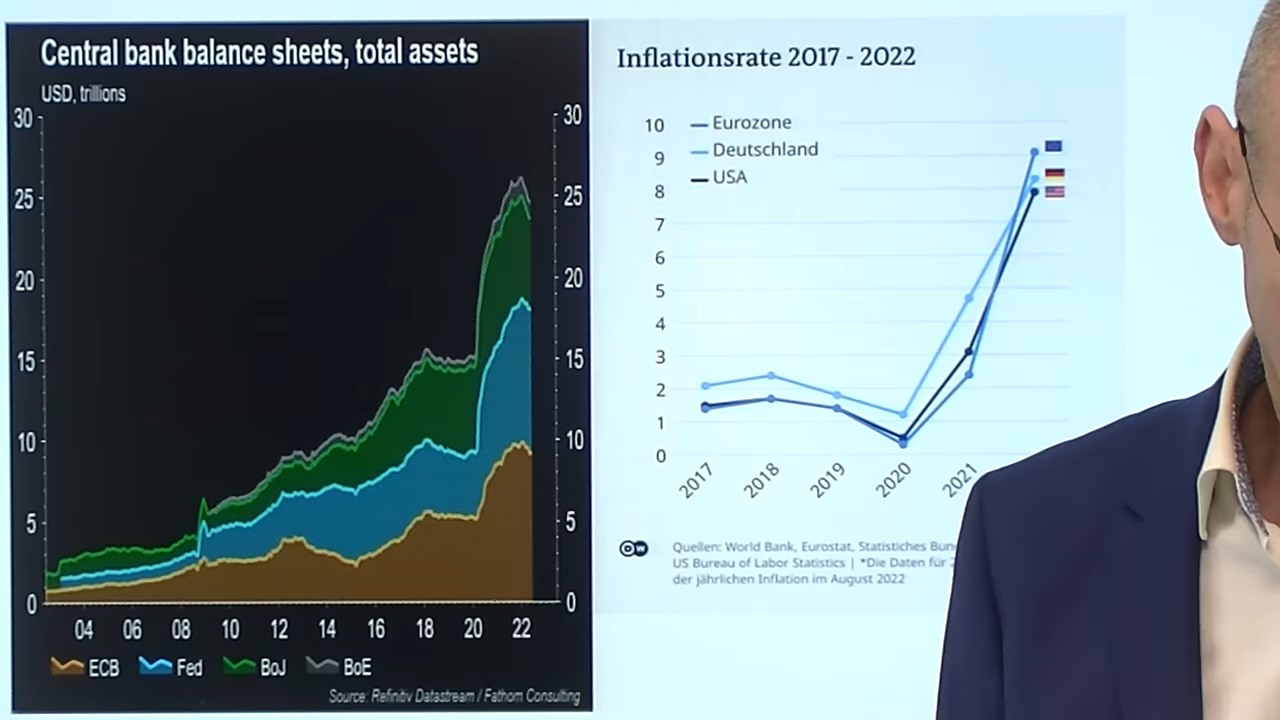 Central bank balance sheets, total assets
USD, trillions
30
25
20
15
10
5
0
30
25
20
15
10
5
0
04 06 08 10 12 14 16 18 20 22
ECB Fed BoJ BoE
Source: Refinitiv Datastream / Fathom Consulting
Inflationsrate 2017 - 2022
Eurozone
Deutschland
USA
10
9
8
7
6
5
4
3
2
1
0
2017 2018 2019 2020 2021
DW
Quellen: World Bank, Eurostat, Statistisches
US Bureau of Labor Statistics | *Die Daten für
der jährlichen Inflation im August 2022